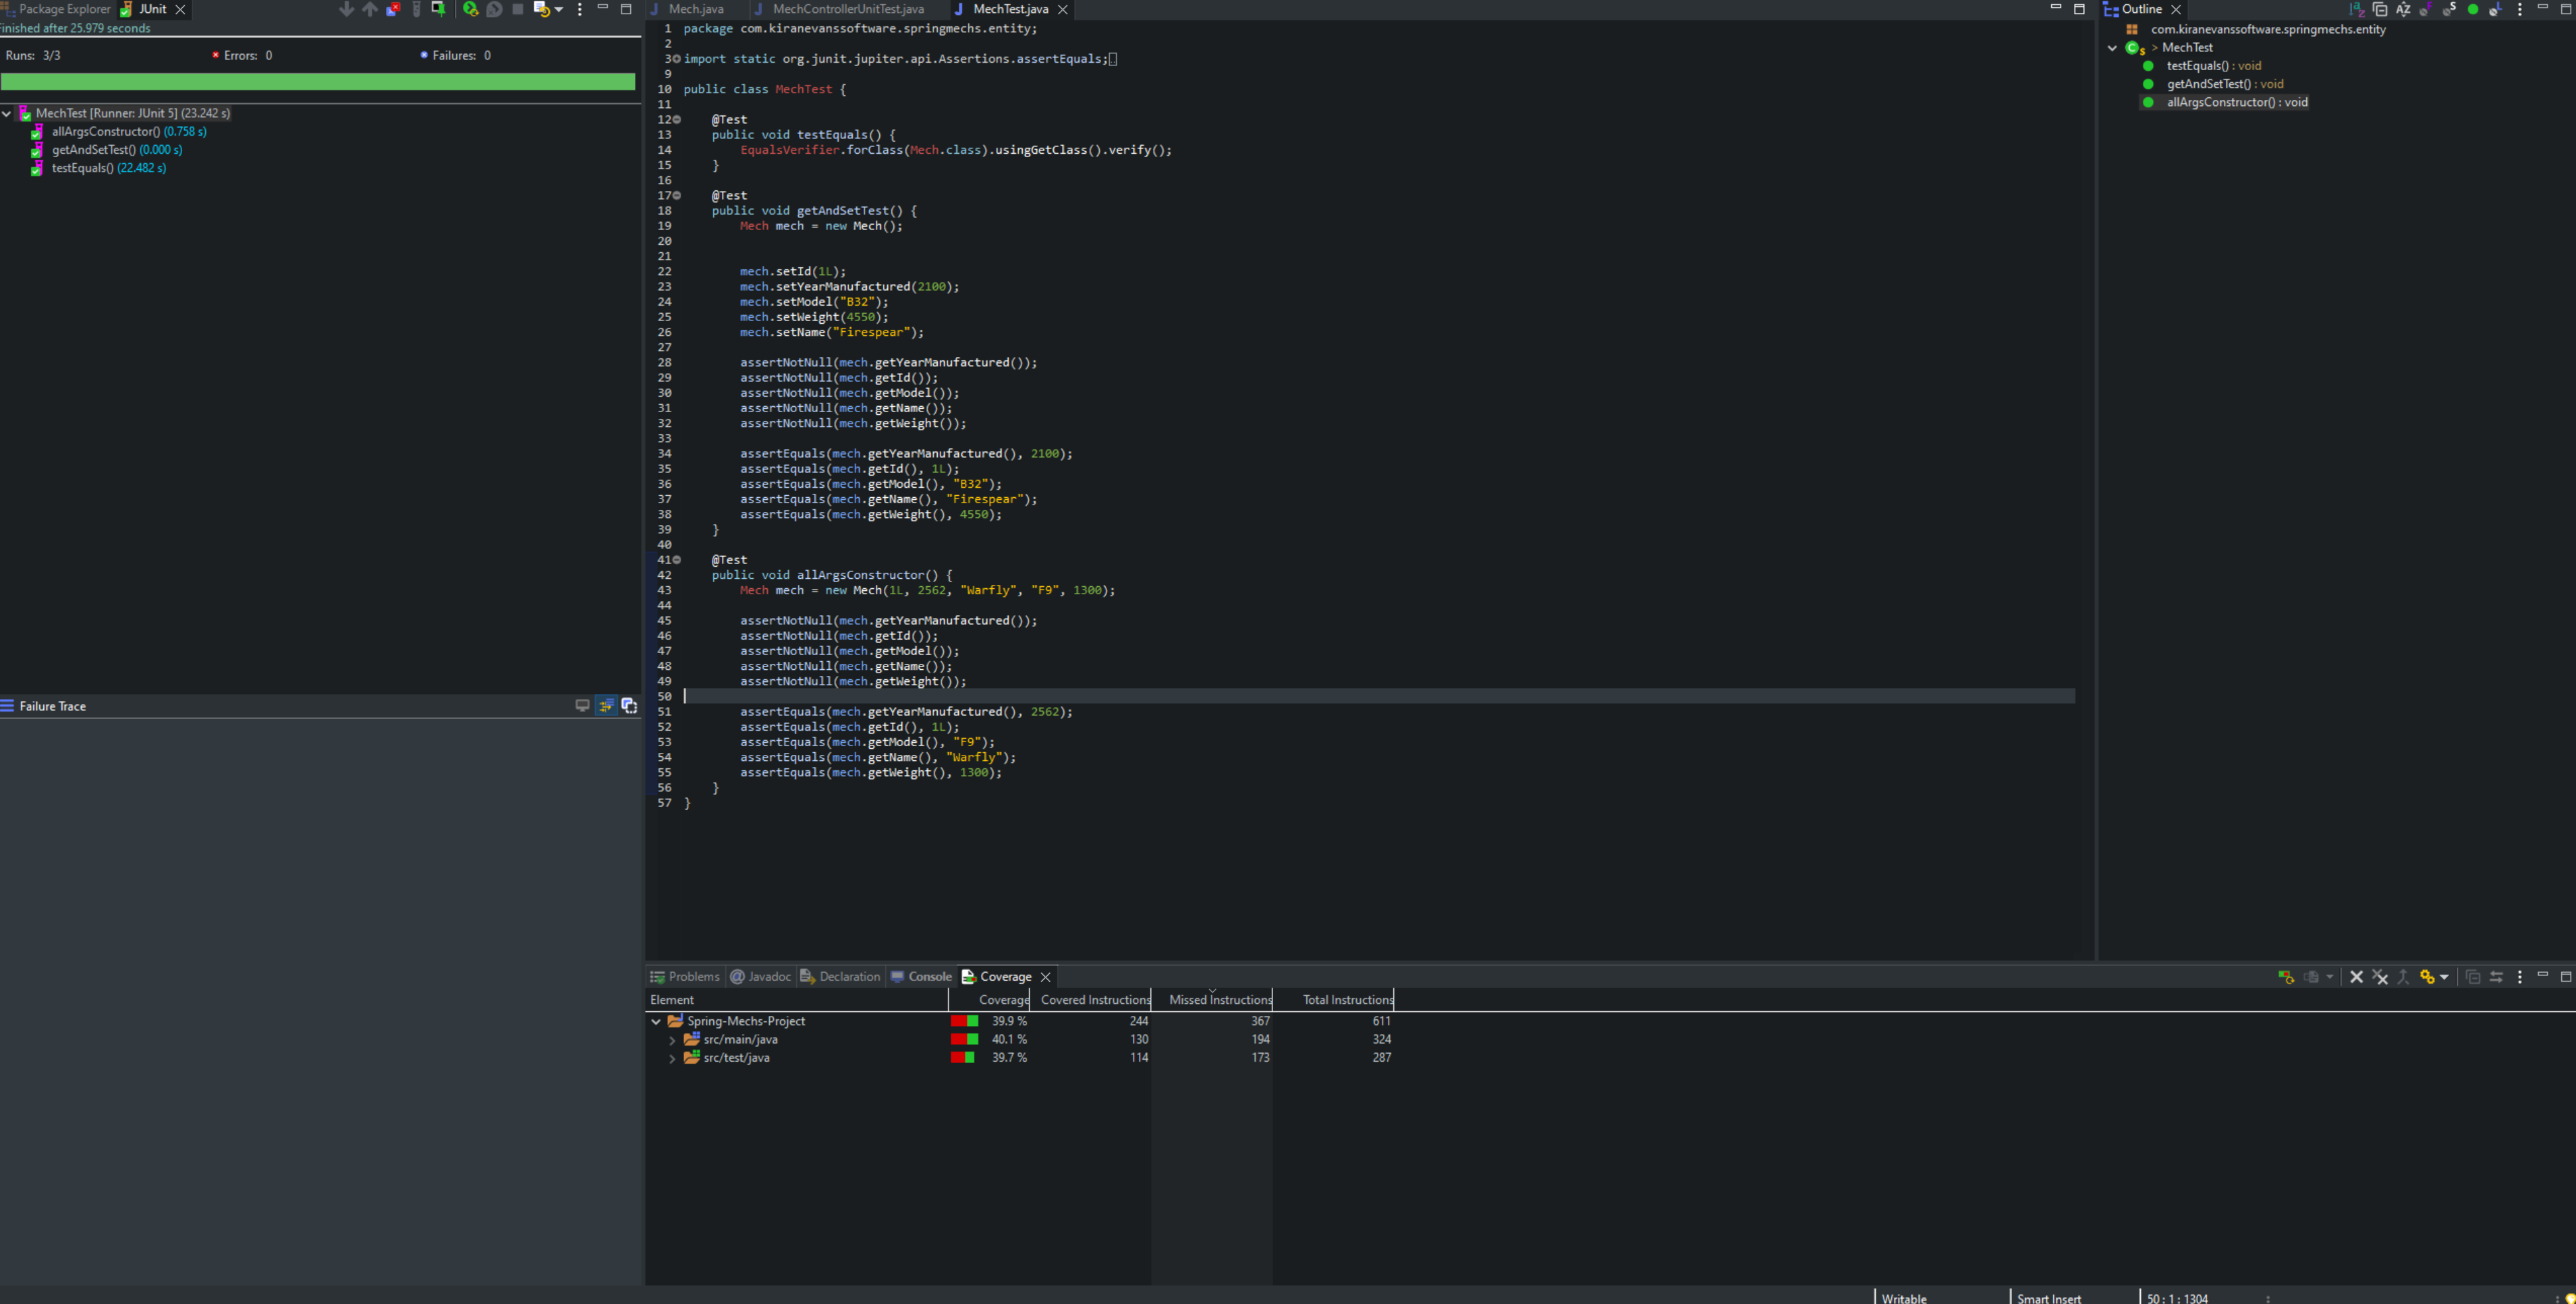 Package Explorer JUnit
Finished after 25.979 seconds
Runs: 3/3 Errors: 0 Failures: 0
MechTest [Runner: JUnit 5] (23.242 s)
allArgsConstructor() (0.758 s)
getAndSetTest() (0.000 s)
testEquals() (22.482 s)
Failure Trace
Mech.java MechControllerUnitTest.java MechTest.java
1 package com.kiranevanssoftware.springmechs.entity;
2
3 import static org.junit.jupiter.api.Assertions.assertEquals;
9
10 public class MechTest {
11
12 @Test
13 public void testEquals() {
14 EqualsVerifier.forClass(Mech.class).usingGetClass().verify();
15 }
16
17 @Test
18 public void getAndSetTest() {
19 Mech mech = new Mech();
20
21
22 mech.setId(1L);
23 mech.setYearManufactured(2100);
24 mech.setModel("B32");
25 mech.setWeight(4550);
26 mech.setName("Firespear");
27
28 assertNotNull(mech.getYearManufactured());
29 assertNotNull(mech.getId());
30 assertNotNull(mech.getModel());
31 assertNotNull(mech.getName());
32 assertNotNull(mech.getWeight());
33
34 assertEquals(mech.getYearManufactured(), 2100);
35 assertEquals(mech.getId(), 1L);
36 assertEquals(mech.getModel(), "B32");
37 assertEquals(mech.getName(), "Firespear");
38 assertEquals(mech.getWeight(), 4550);
39 }
40
41 @Test
42 public void allArgsConstructor() {
43 Mech mech = new Mech(1L, 2562, "Warfly", "F9", 1300);
44
45 assertNotNull(mech.getYearManufactured());
46 assertNotNull(mech.getId());
47 assertNotNull(mech.getModel());
48 assertNotNull(mech.getName());
49 assertNotNull(mech.getWeight());
50
51 assertEquals(mech.getYearManufactured(), 2562);
52 assertEquals(mech.getId(), 1L);
53 assertEquals(mech.getModel(), "F9");
54 assertEquals(mech.getName(), "Warfly");
55 assertEquals(mech.getWeight(), 1300);
56 }
57 }
Outline
com.kiranevanssoftware.springmechs.entity
> MechTest
testEquals() : void
getAndSetTest() : void
allArgsConstructor() : void
Problems @ Javadoc Declaration Console Coverage
Element Coverage Covered Instructions Missed Instructions Total Instructions
Spring-Mechs-Project 39.9 % 244 367 611
src/main/java 40.1 % 130 194 324
src/test/java 39.7 % 114 173 287
Writable Smart Insert 50 : 1 : 1304